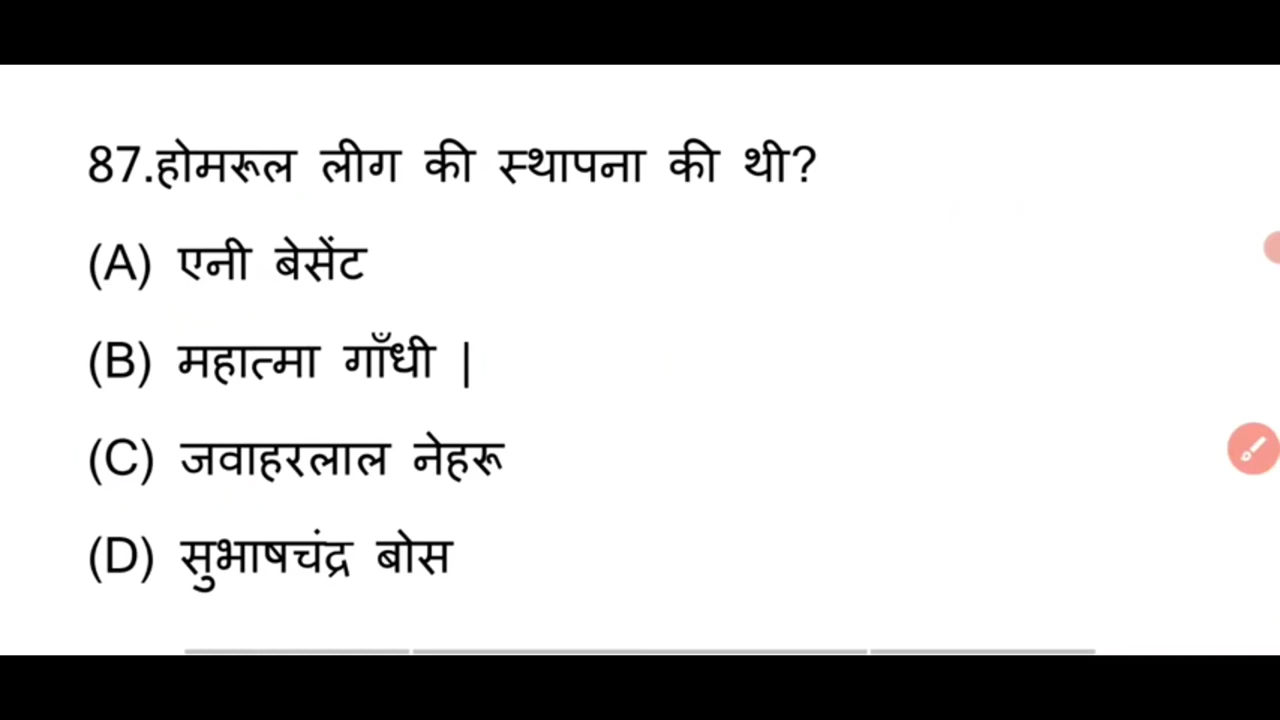 87.होमरूल लीग की स्थापना की थी?
(A) एनी बेसेंट
(B) महात्मा गाँधी |
(C) जवाहरलाल नेहरू
(D) सुभाषचंद्र बोस